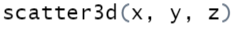 scatter3d(x, y, z)